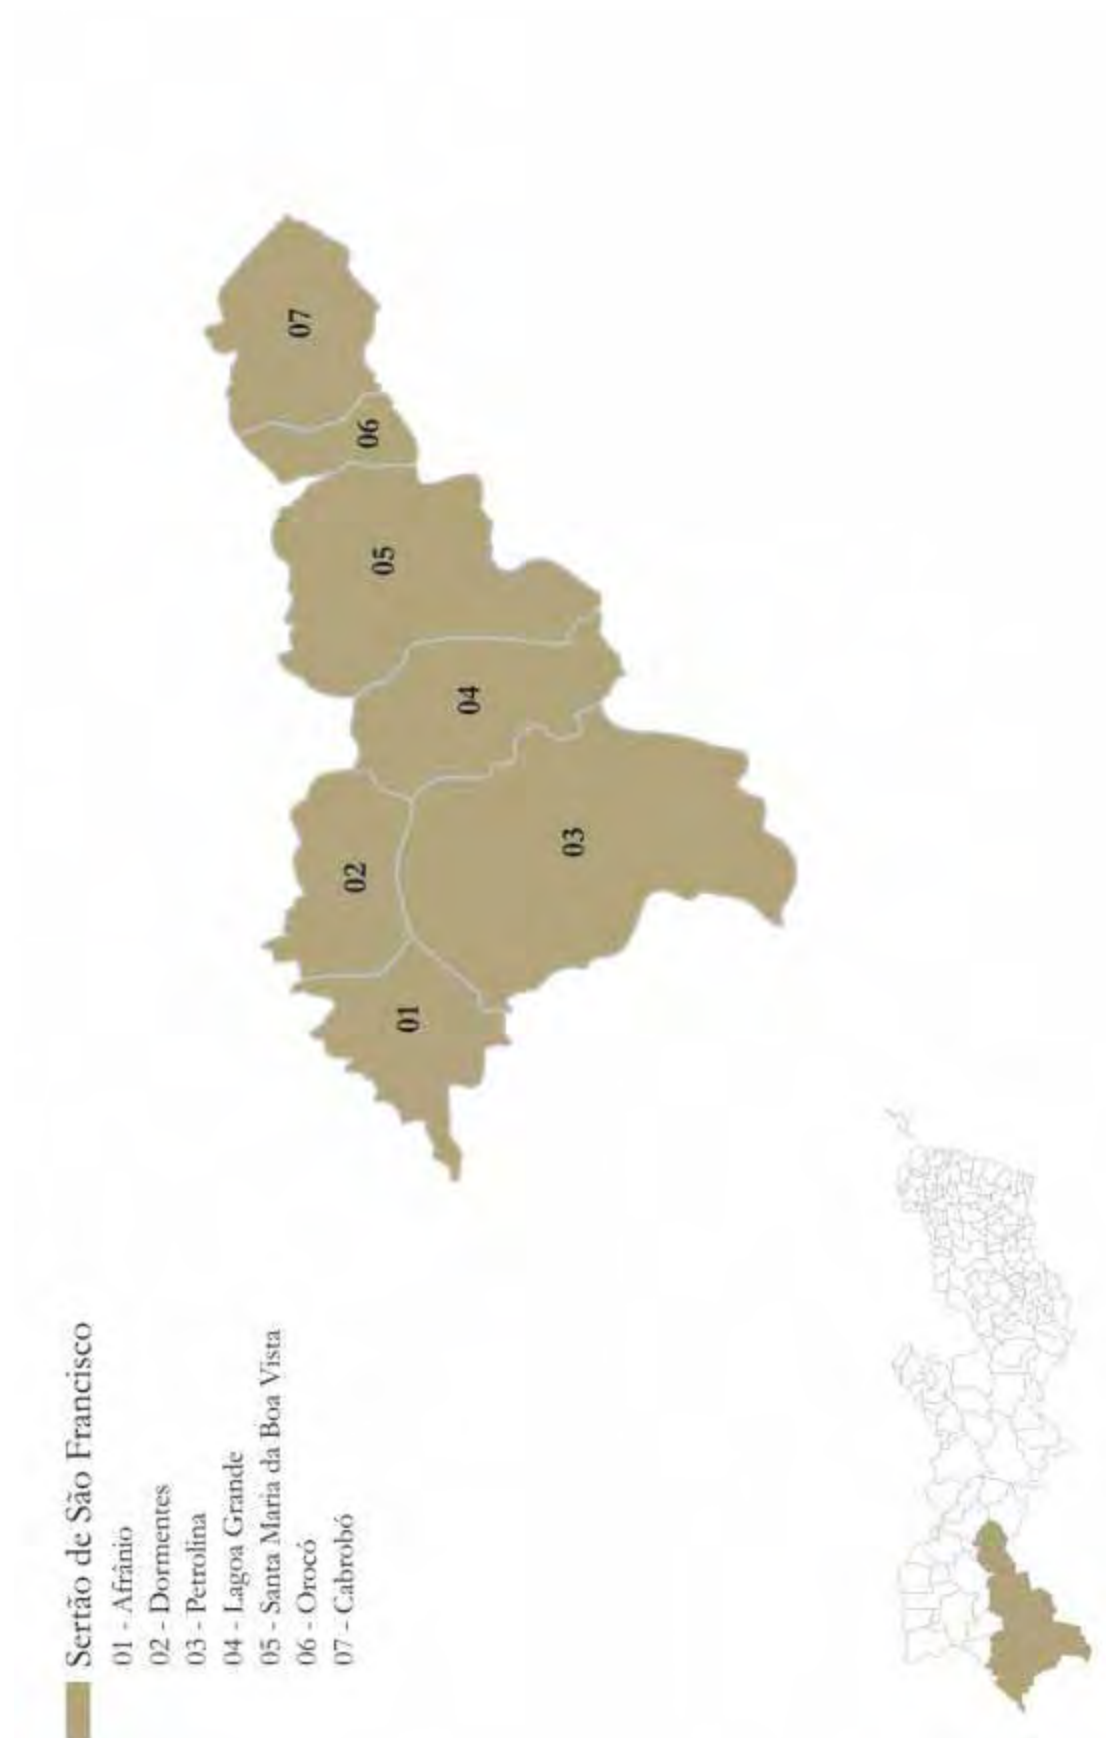 Sertão de São Francisco
01 - Afrânio
02 - Dormentes
03 - Petrolina
04 - Lagoa Grande
05 - Santa Maria da Boa Vista
06 - Orocó
07 - Cabrobó
01
02
03
04
05
06
07